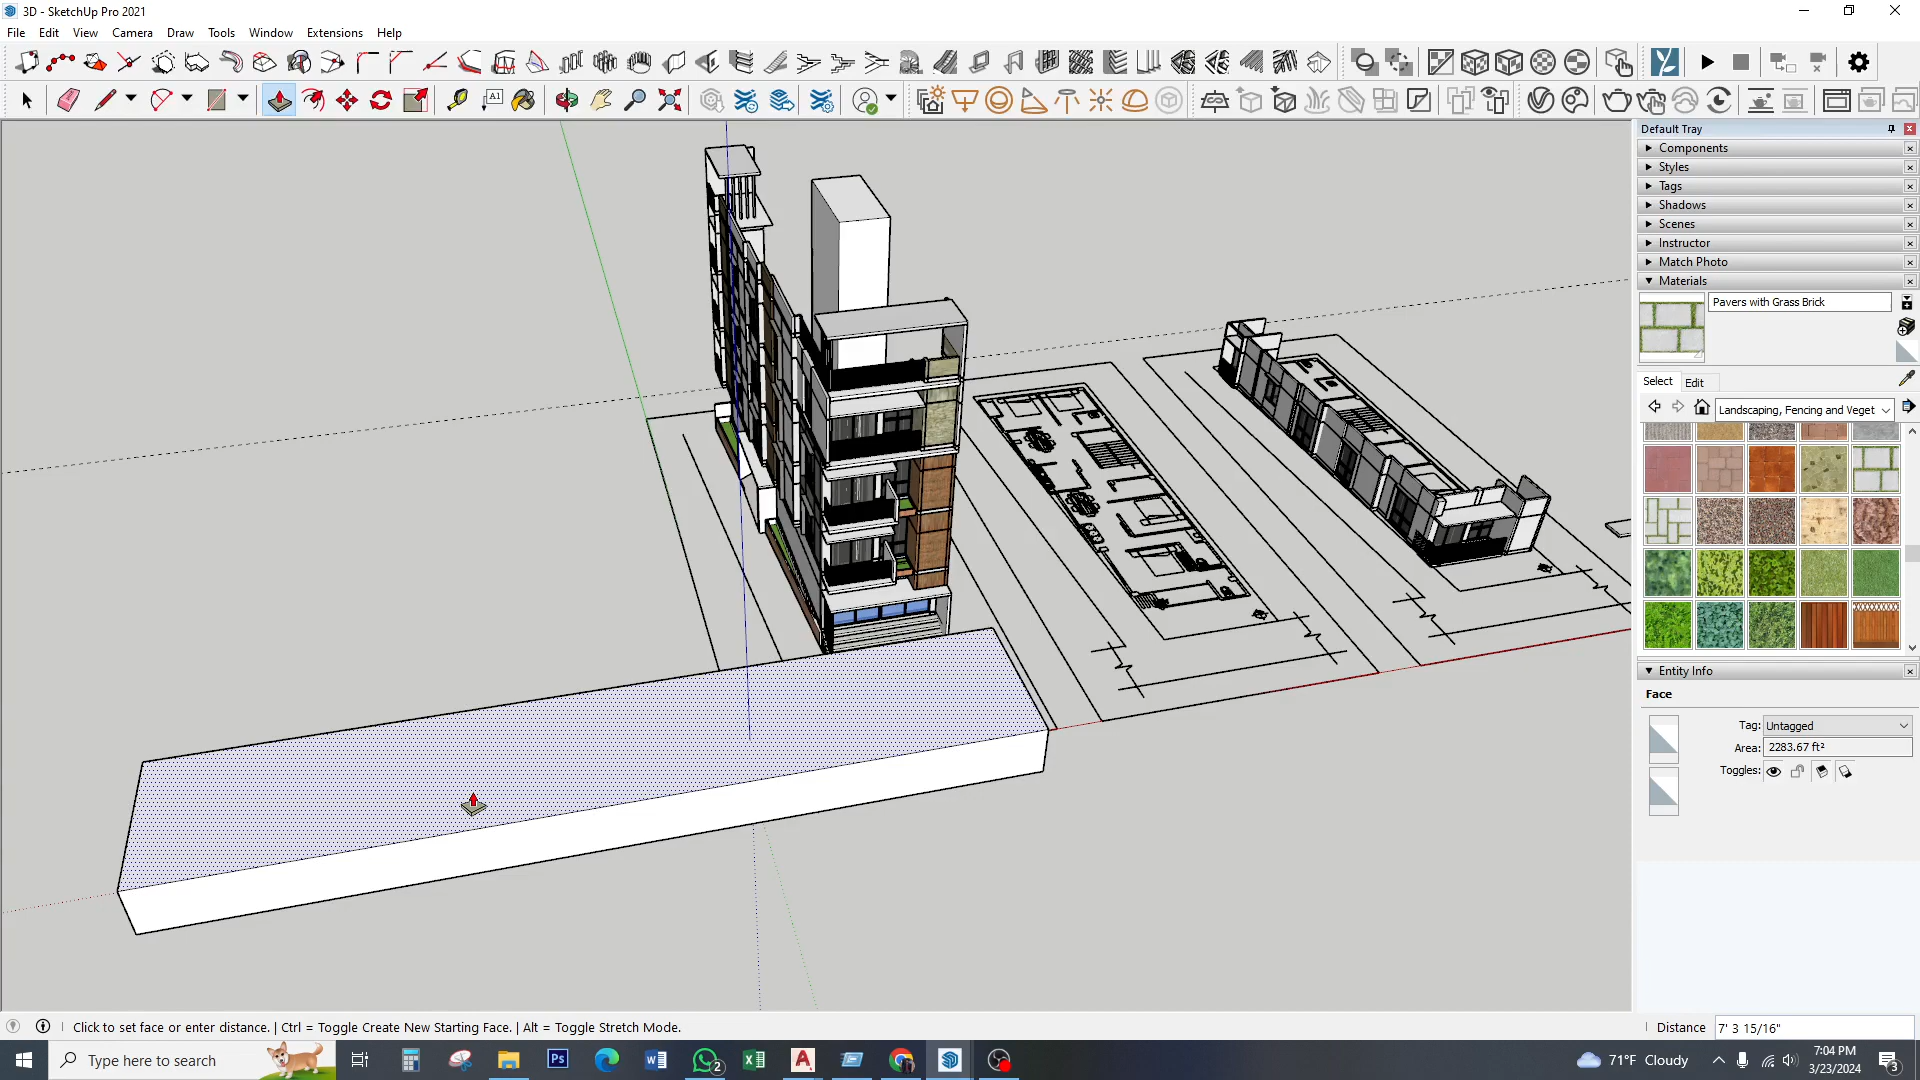 3D - SketchUp Pro 2021
File Edit View Camera Draw Tools Window Extensions Help
A1
Default Tray
Components
Styles
Tags
Shadows
Scenes
Instructor
Match Photo
Materials
Pavers with Grass Brick
Select Edit
Landscaping, Fencing and Veget
Entity Info
Face
Tag: Untagged
Area: 2283.67 ft²
Toggles:
Click to set face or enter distance. | Ctrl = Toggle Create New Starting Face. | Alt = Toggle Stretch Mode.
Distance 7' 3 15/16"
Type here to search
Ps
2
71°F Cloudy
7:04 PM
3/23/2024
3